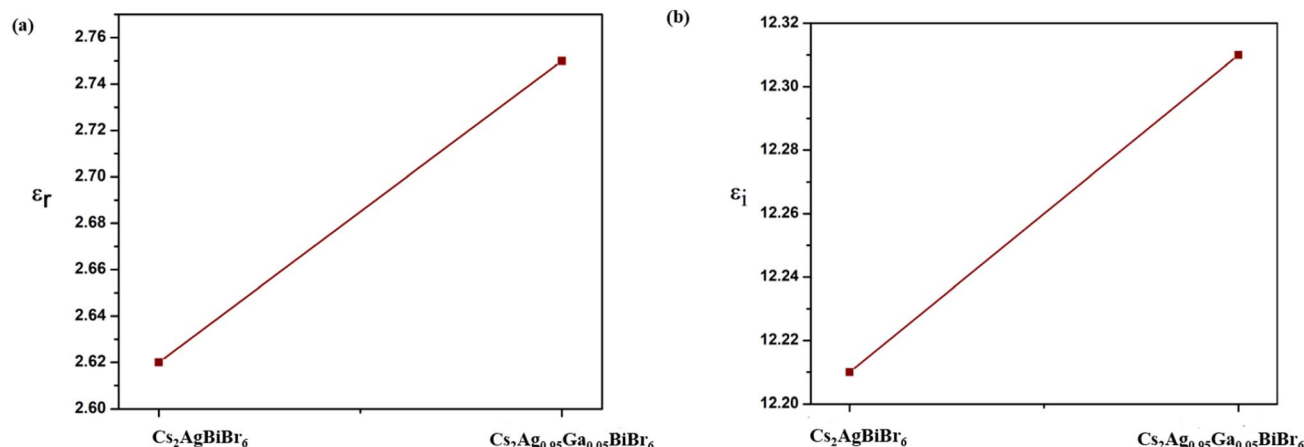 (a)
2.76
2.74
2.72
2.70
εr
2.68
2.66
2.64
2.62
2.60
Cs₂AgBiBr₆
Cs₂Ag₀.₉₅Ga₀.₀₅BiBr₆
(b)
12.32
12.30
12.28
εi
12.26
12.24
12.22
12.20
Cs₂AgBiBr₆
Cs₂Ag₀.₉₅Ga₀.₀₅BiBr₆